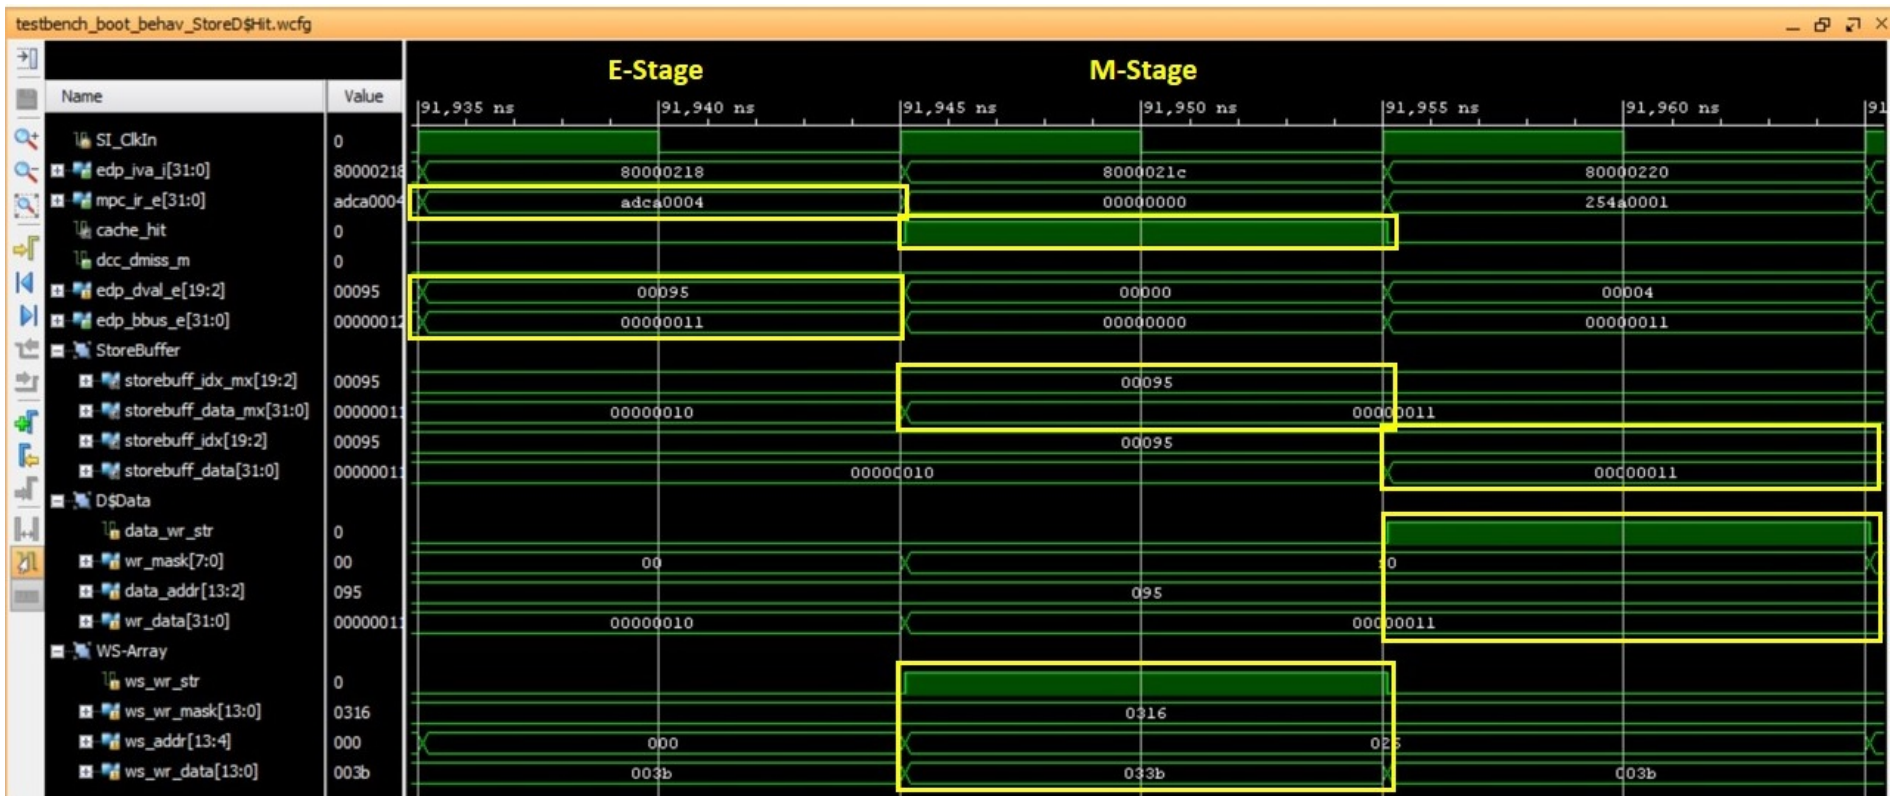 testbench_boot_behav_StoreD$Hit.wcfg
E-Stage M-Stage
Name Value 91,935 ns 91,940 ns 91,945 ns 91,950 ns 91,955 ns 91,960 ns 91
SI_ClkIn 0
edp_iva_i[31:0] 80000218 80000218 8000021c 80000220
mpc_ir_e[31:0] adca0004 adca0004 00000000 254a0001
cache_hit 0
dcc_dmiss_m 0
edp_dval_e[19:2] 00095 00095 00000 00004
edp_bbus_e[31:0] 00000012 00000011 00000000 00000011
StoreBuffer
storebuff_idx_mx[19:2] 00095 00095
storebuff_data_mx[31:0] 00000011 00000010 00000011
storebuff_idx[19:2] 00095 00095
storebuff_data[31:0] 00000011 00000010 00000011
D$Data
data_wr_str 0
wr_mask[7:0] 00 00
data_addr[13:2] 095 095
wr_data[31:0] 00000011 00000010 00000011
WS-Array
ws_wr_str 0
ws_wr_mask[13:0] 0316 0316
ws_addr[13:4] 000 000 025
ws_wr_data[13:0] 003b 003b 033b 003b